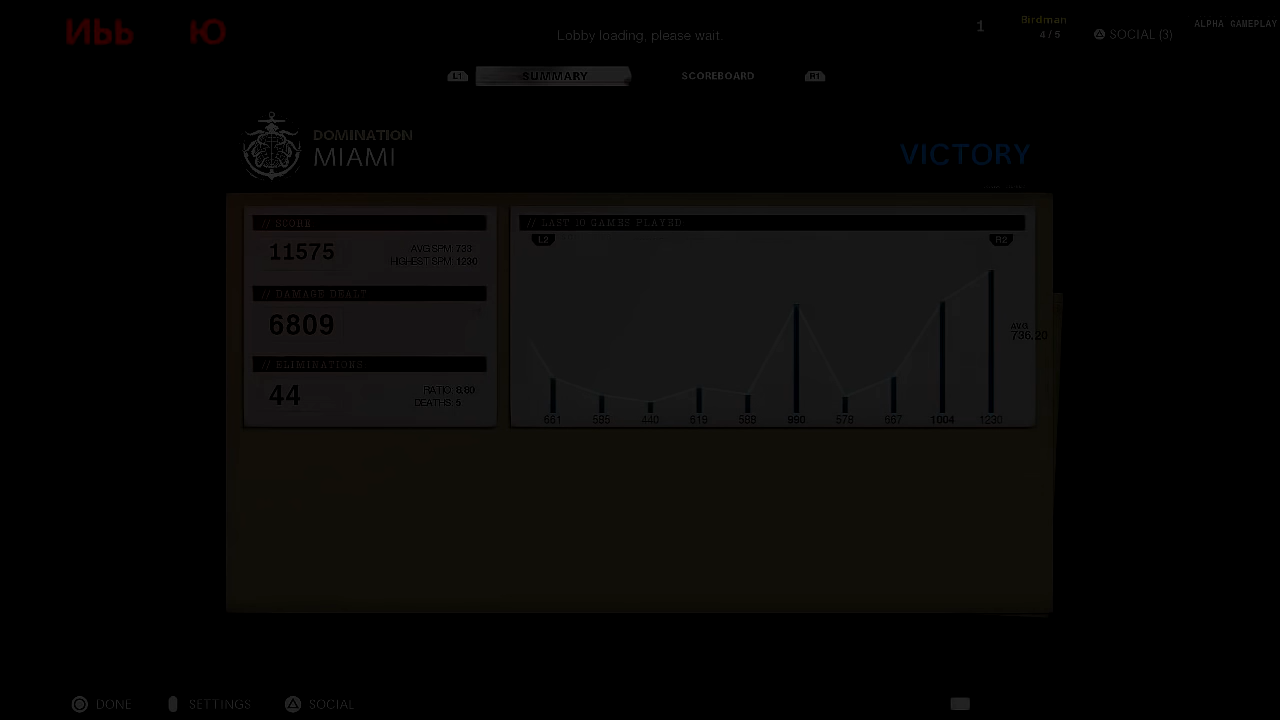 ИЬЬ Ю
Lobby loading, please wait.
1
Birdman
4 / 5
SOCIAL (3)
ALPHA GAMEPLAY
L1
SUMMARY
SCOREBOARD
R1
DOMINATION
MIAMI
VICTORY
// SCORE
11575
AVG SPM: 733
HIGHEST SPM: 1230
// DAMAGE DEALT
6809
// ELIMINATIONS
44
RATIO: 8.80
DEATHS: 5
// LAST 10 GAMES PLAYED
L2
R2
AVG
736.20
661 595 440 819 598 990 578 667 1004 1230
DONE
SETTINGS
SOCIAL